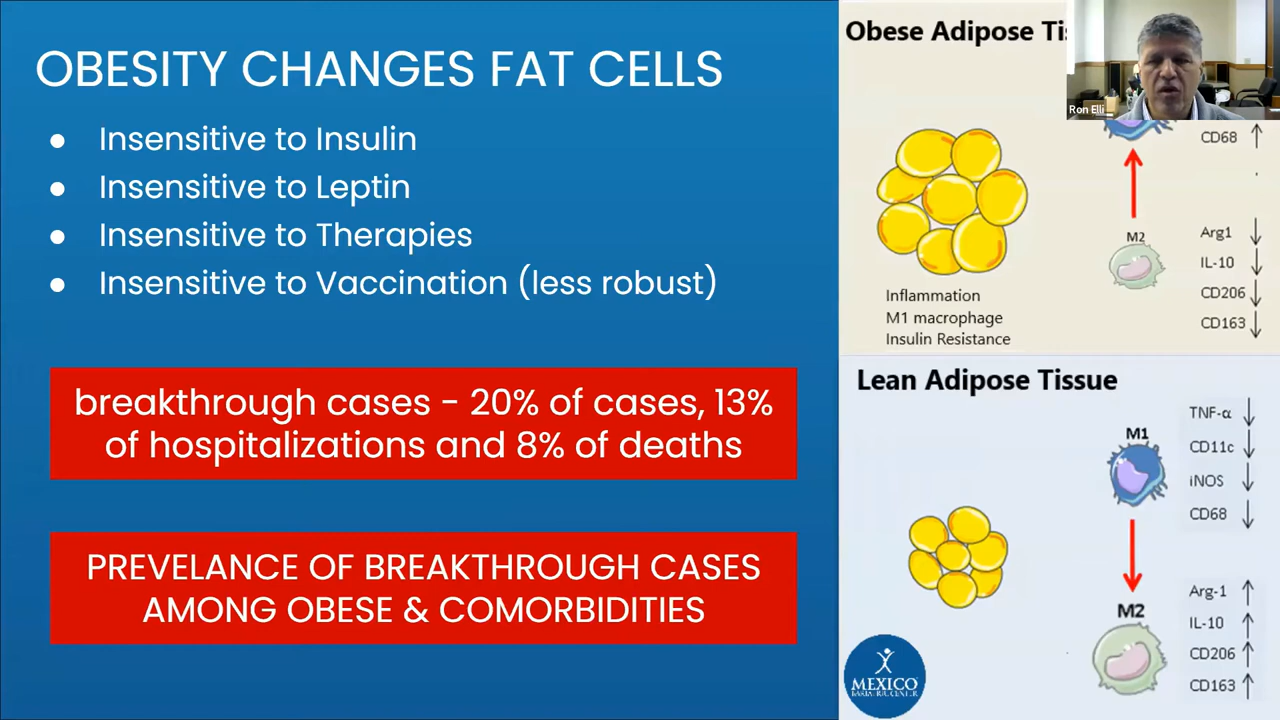 OBESITY CHANGES FAT CELLS
● Insensitive to Insulin
● Insensitive to Leptin
● Insensitive to Therapies
● Insensitive to Vaccination (less robust)
breakthrough cases - 20% of cases, 13%
of hospitalizations and 8% of deaths
PREVELANCE OF BREAKTHROUGH CASES
AMONG OBESE & COMORBIDITIES
Obese Adipose
Ron Elli
CD68 ↑
M2
Arg1 ↓
IL-10 ↓
CD206 ↓
CD163 ↓
Inflammation
M1 macrophage
Insulin Resistance
Lean Adipose Tissue
M1
TNF-α ↓
CD11c ↓
iNOS ↓
CD68 ↓
M2
Arg-1 ↑
IL-10 ↑
CD206 ↑
CD163 ↑
MEXICO
BARIATRIC CENTER